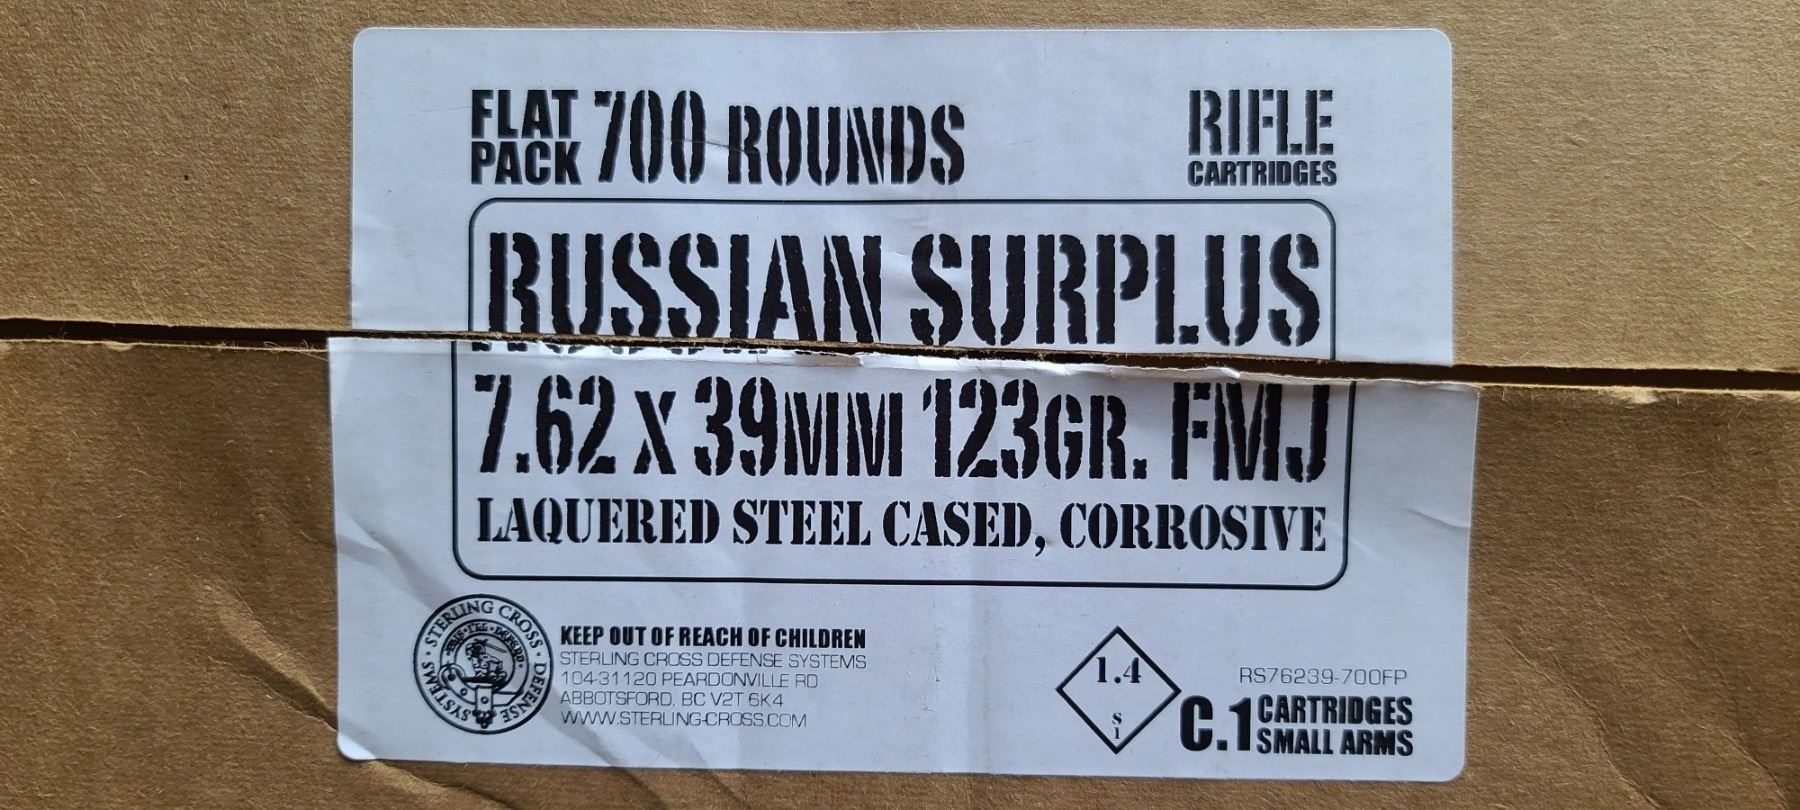 FLAT PACK 700 ROUNDS
RIFLE
CARTRIDGES
RUSSIAN SURPLUS
7.62 X 39MM 123GR. FMJ
LAQUERED STEEL CASED, CORROSIVE
STERLING CROSS · DEFENSE SYSTEMS ·
KEEP OUT OF REACH OF CHILDREN
STERLING CROSS DEFENSE SYSTEMS
104-31120 PEARDONVILLE RD
ABBOTSFORD, BC V2T 6K4
WWW.STERLING-CROSS.COM
1.4
S
1
RS76239-700FP
C.1 CARTRIDGES
SMALL ARMS